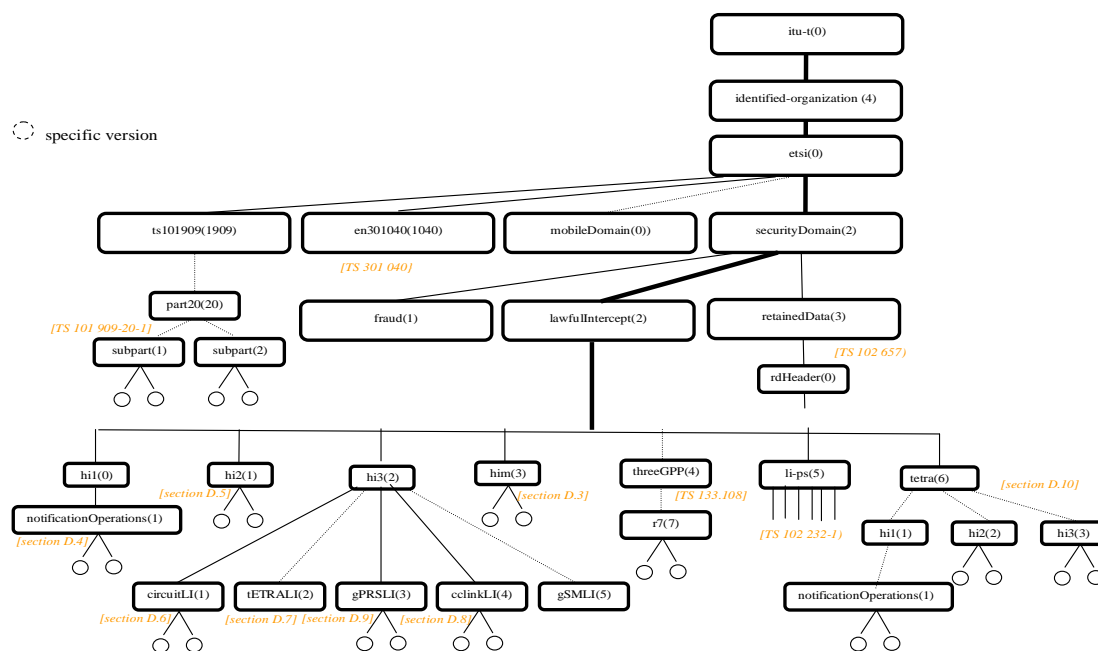 itu-t(0)
identified-organization (4)
specific version
etsi(0)
ts101909(1909)
en301040(1040)
mobileDomain(0))
securityDomain(2)
[TS 301 040]
part20(20)
fraud(1)
lawfulIntercept(2)
retainedData(3)
[TS 101 909-20-1]
subpart(1)
subpart(2)
[TS 102 657)
rdHeader(0)
hi1(0)
hi2(1)
hi3(2)
him(3)
threeGPP(4)
li-ps(5)
tetra(6)
[section D.10]
[section D.5]
[section D.3]
[TS 133.108]
notificationOperations(1)
r7(7)
[TS 102 232-1)
hi1(1)
hi2(2)
hi3(3)
[section D.4]
circuitLI(1)
tETRALI(2)
gPRSLI(3)
cclinkLI(4)
gSMLI(5)
notificationOperations(1)
[section D.6]
[section D.7]
[section D.9]
[section D.8]